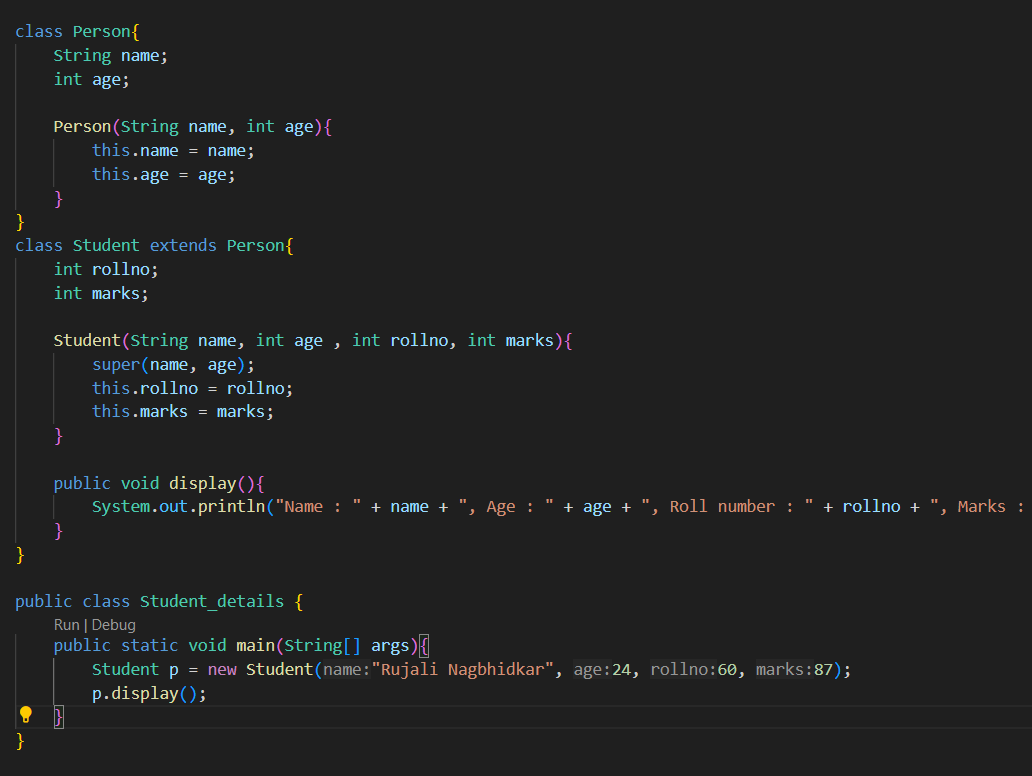 class Person{
String name;
int age;
Person(String name, int age){
this.name = name;
this.age = age;
}
}
class Student extends Person{
int rollno;
int marks;
Student(String name, int age , int rollno, int marks){
super(name, age);
this.rollno = rollno;
this.marks = marks;
}
public void display(){
System.out.println("Name : " + name + ", Age : " + age + ", Roll number : " + rollno + ", Marks :
}
}
public class Student_details {
Run | Debug
public static void main(String[] args){
Student p = new Student(name:"Rujali Nagbhidkar", age:24, rollno:60, marks:87);
p.display();
}
}